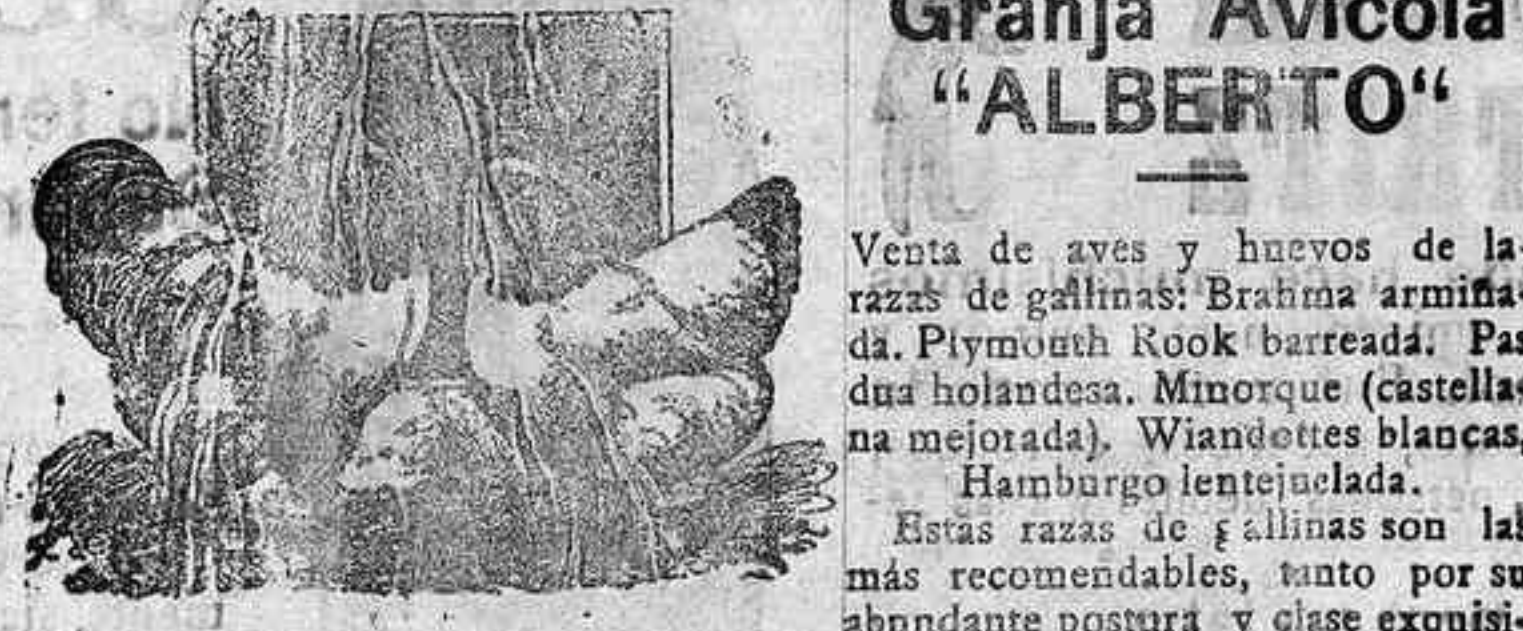 Granja Avícola
“ALBERTO“
Venta de aves y huevos de la
razas de gallinas: Brahma armiña-
da. Plymouth Rook barreada. Pas
dua holandesa. Minorque (castella-
na mejorada). Wiandottes blancas,
Hamburgo lentejuelada.
Estas razas de gallinas son las
más recomendables, tanto por su
abundante postura y clase exquisi-